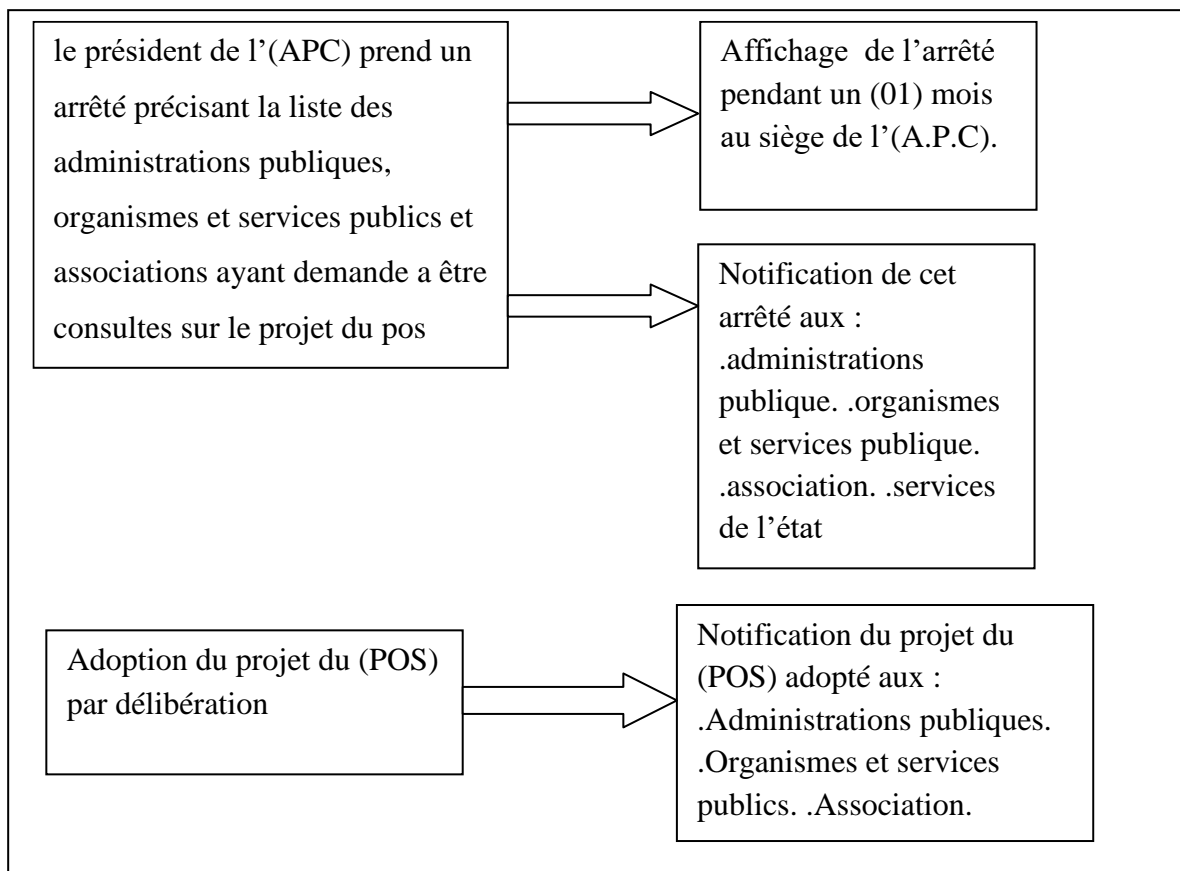 le président de l’(APC) prend un
arrêté précisant la liste des
administrations publiques,
organismes et services publics et
associations ayant demande a être
consultes sur le projet du pos
Affichage de l’arrêté
pendant un (01) mois
au siège de l’(A.P.C).
Notification de cet
arrêté aux :
.administrations
publique. .organismes
et services publique.
.association. .services
de l’état
Adoption du projet du (POS)
par délibération
Notification du projet du
(POS) adopté aux :
.Administrations publiques.
.Organismes et services
publics. .Association.